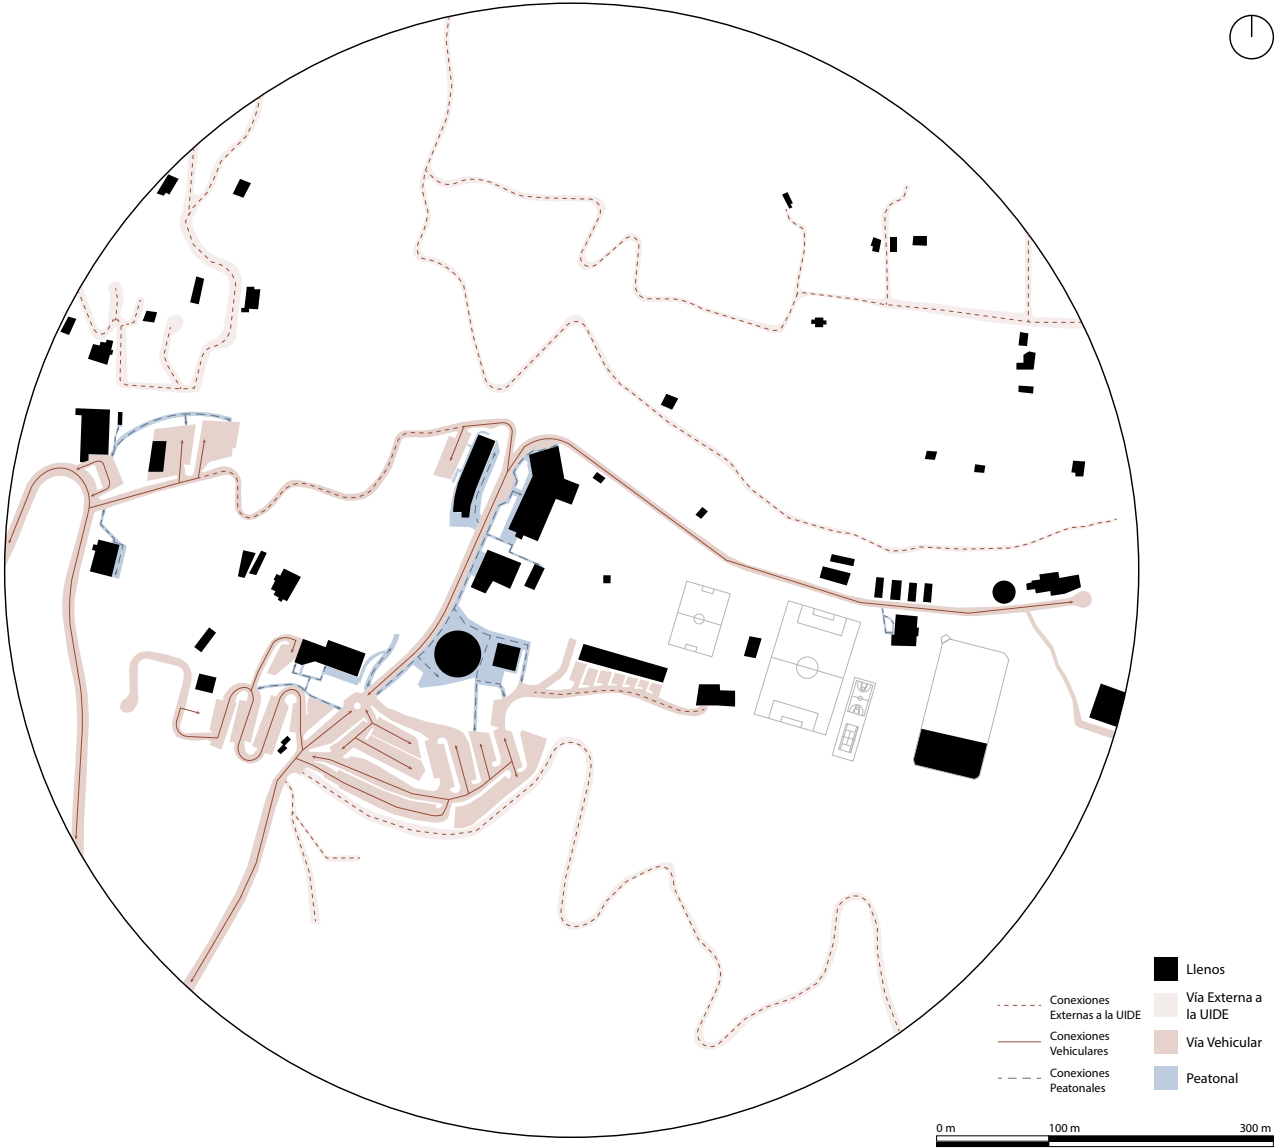 Conexiones
Externas a la UIDE
Conexiones
Vehiculares
Conexiones
Peatonales
Llenos
Vía Externa a
la UIDE
Vía Vehicular
Peatonal
0 m 100 m 300 m